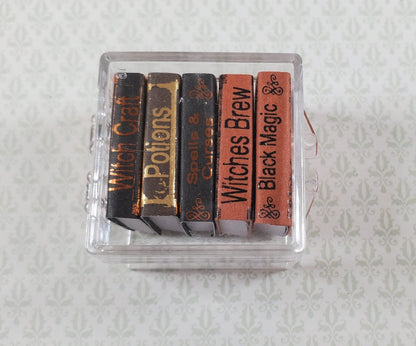 Witch Craft
Potions
Spells &
Curses
Witches Brew
Black Magic